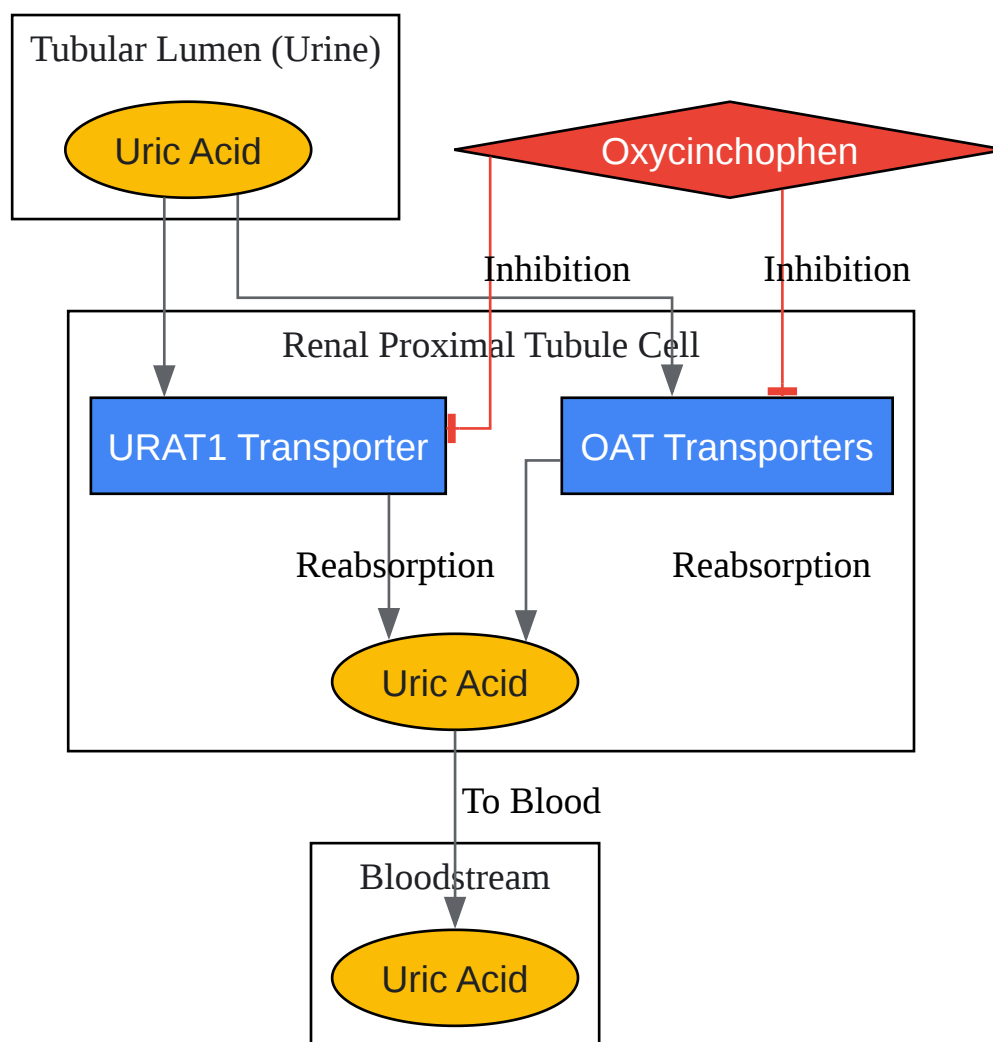 Tubular Lumen (Urine)
Uric Acid
Oxycinchophen
Inhibition
Inhibition
Renal Proximal Tubule Cell
URAT1 Transporter
OAT Transporters
Reabsorption
Reabsorption
Uric Acid
To Blood
Bloodstream
Uric Acid